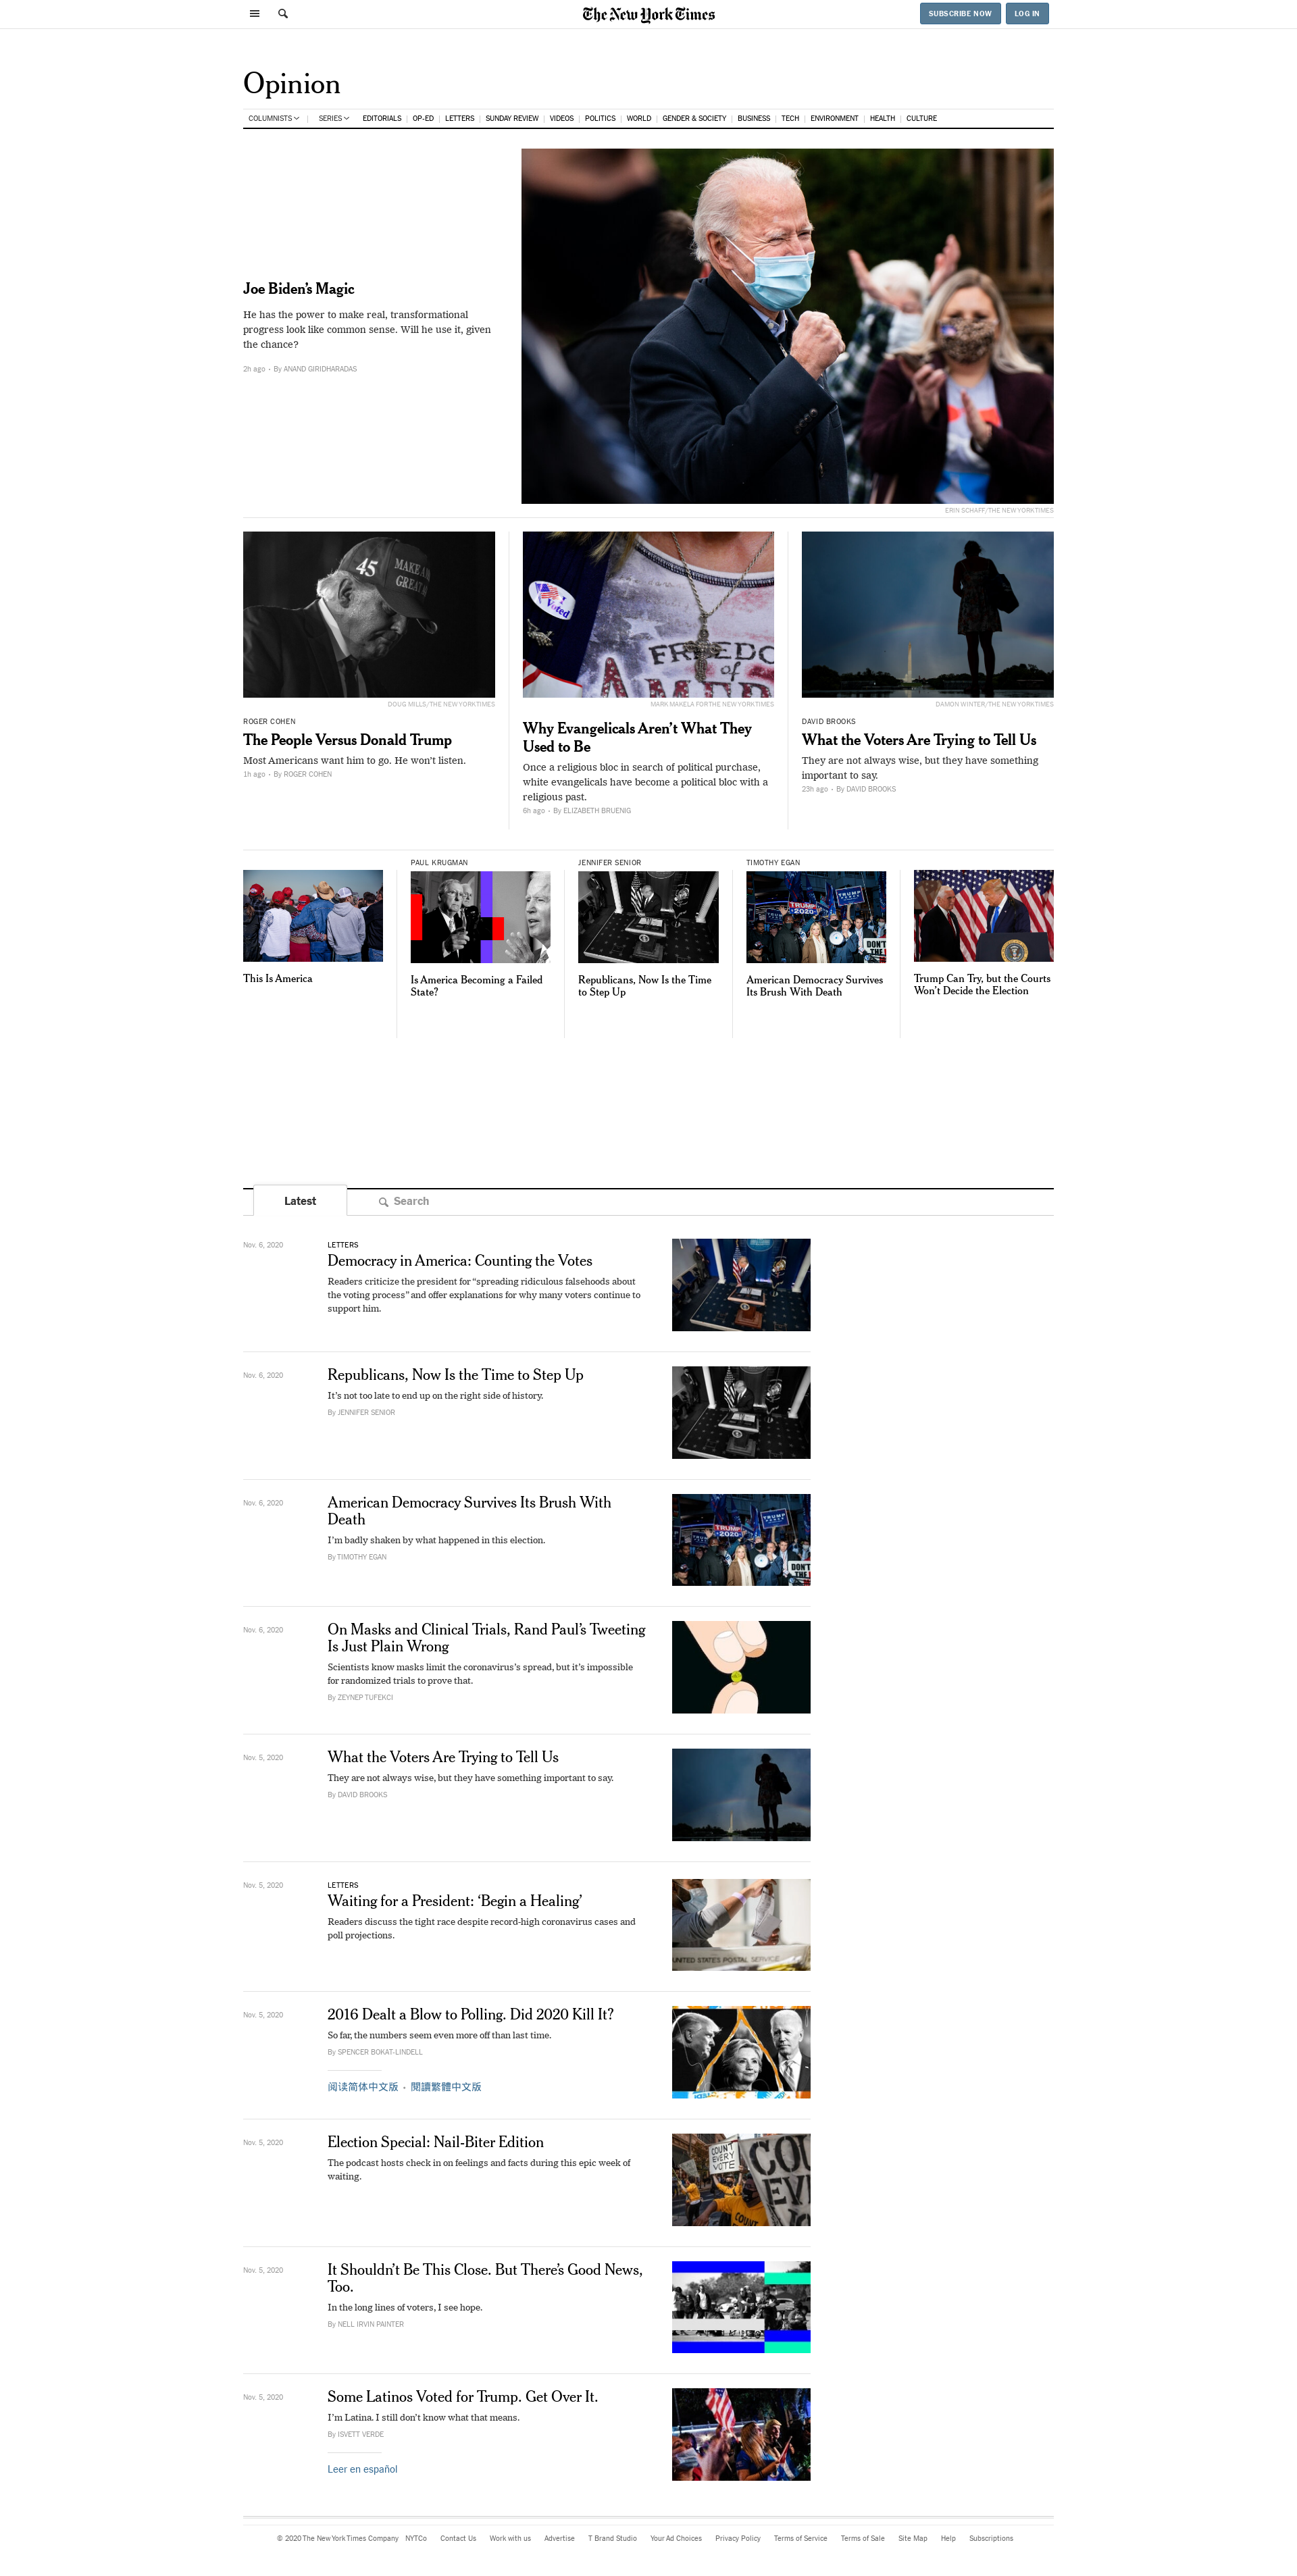 The New York Times
SUBSCRIBE NOW
LOG IN
Opinion
COLUMNISTS | SERIES EDITORIALS | OP-ED | LETTERS | SUNDAY REVIEW | VIDEOS | POLITICS | WORLD | GENDER & SOCIETY | BUSINESS | TECH | ENVIRONMENT | HEALTH | CULTURE
Joe Biden’s Magic
He has the power to make real, transformational
progress look like common sense. Will he use it, given
the chance?
2h ago • By ANAND GIRIDHARADAS
ERIN SCHAFF/THE NEW YORK TIMES
45
MAKE AM
GREAT
DOUG MILLS/THE NEW YORK TIMES
ROGER COHEN
The People Versus Donald Trump
Most Americans want him to go. He won’t listen.
1h ago • By ROGER COHEN
I Voted
FREEDOM
of
AMERI
MARK MAKELA FOR THE NEW YORK TIMES
Why Evangelicals Aren’t What They
Used to Be
Once a religious bloc in search of political purchase,
white evangelicals have become a political bloc with a
religious past.
6h ago • By ELIZABETH BRUENIG
DAMON WINTER/THE NEW YORK TIMES
DAVID BROOKS
What the Voters Are Trying to Tell Us
They are not always wise, but they have something
important to say.
23h ago • By DAVID BROOKS
This Is America
PAUL KRUGMAN
Is America Becoming a Failed
State?
JENNIFER SENIOR
Republicans, Now Is the Time
to Step Up
TIMOTHY EGAN
TRUMP
2020
TRUMP
DON'T
American Democracy Survives
Its Brush With Death
Trump Can Try, but the Courts
Won’t Decide the Election
Latest
Search
Nov. 6, 2020
LETTERS
Democracy in America: Counting the Votes
Readers criticize the president for “spreading ridiculous falsehoods about
the voting process” and offer explanations for why many voters continue to
support him.
Nov. 6, 2020
Republicans, Now Is the Time to Step Up
It’s not too late to end up on the right side of history.
By JENNIFER SENIOR
Nov. 6, 2020
American Democracy Survives Its Brush With
Death
I’m badly shaken by what happened in this election.
By TIMOTHY EGAN
TRUMP
2020
TRUMP
DON'T
Nov. 6, 2020
On Masks and Clinical Trials, Rand Paul’s Tweeting
Is Just Plain Wrong
Scientists know masks limit the coronavirus’s spread, but it’s impossible
for randomized trials to prove that.
By ZEYNEP TUFEKCI
Nov. 5, 2020
What the Voters Are Trying to Tell Us
They are not always wise, but they have something important to say.
By DAVID BROOKS
Nov. 5, 2020
LETTERS
Waiting for a President: ‘Begin a Healing’
Readers discuss the tight race despite record-high coronavirus cases and
poll projections.
UNITED STATES POSTAL SERVICE
Nov. 5, 2020
2016 Dealt a Blow to Polling. Did 2020 Kill It?
So far, the numbers seem even more off than last time.
By SPENCER BOKAT-LINDELL
阅读简体中文版 • 閱讀繁體中文版
Nov. 5, 2020
Election Special: Nail-Biter Edition
The podcast hosts check in on feelings and facts during this epic week of
waiting.
COUNT
EVERY
VOTE
COU
EVE
COUNT
Nov. 5, 2020
It Shouldn’t Be This Close. But There’s Good News,
Too.
In the long lines of voters, I see hope.
By NELL IRVIN PAINTER
Nov. 5, 2020
Some Latinos Voted for Trump. Get Over It.
I’m Latina. I still don’t know what that means.
By ISVETT VERDE
Leer en español
© 2020 The New York Times Company NYTCo Contact Us Work with us Advertise T Brand Studio Your Ad Choices Privacy Policy Terms of Service Terms of Sale Site Map Help Subscriptions